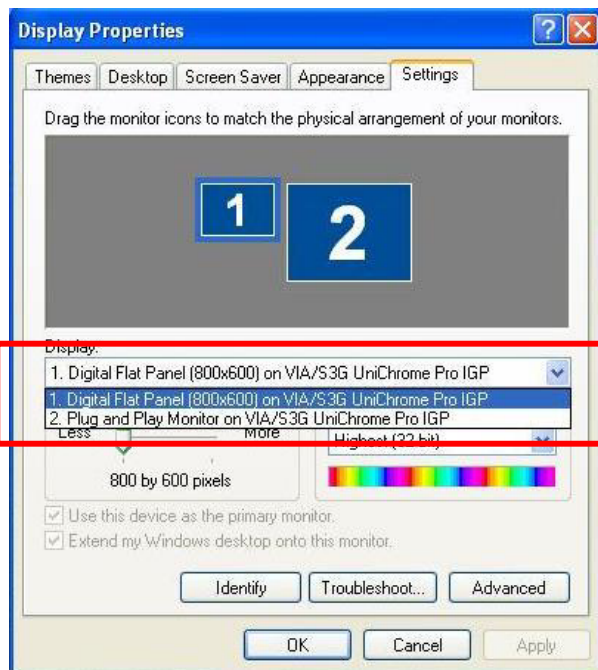 Display Properties
Themes Desktop Screen Saver Appearance Settings
Drag the monitor icons to match the physical arrangement of your monitors.
1 2
Display:
1. Digital Flat Panel (800x600) on VIA/S3G UniChrome Pro IGP
1. Digital Flat Panel (800x600) on VIA/S3G UniChrome Pro IGP
2. Plug and Play Monitor on VIA/S3G UniChrome Pro IGP
Less More Highest (32 bit)
800 by 600 pixels
Use this device as the primary monitor.
Extend my Windows desktop onto this monitor.
Identify Troubleshoot... Advanced
OK Cancel Apply